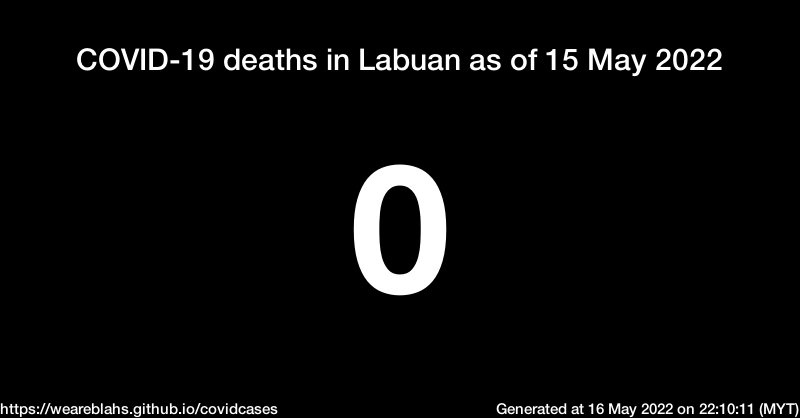 COVID-19 deaths in Labuan as of 15 May 2022
0
https://weareblahs.github.io/covidcases
Generated at 16 May 2022 on 22:10:11 (MYT)